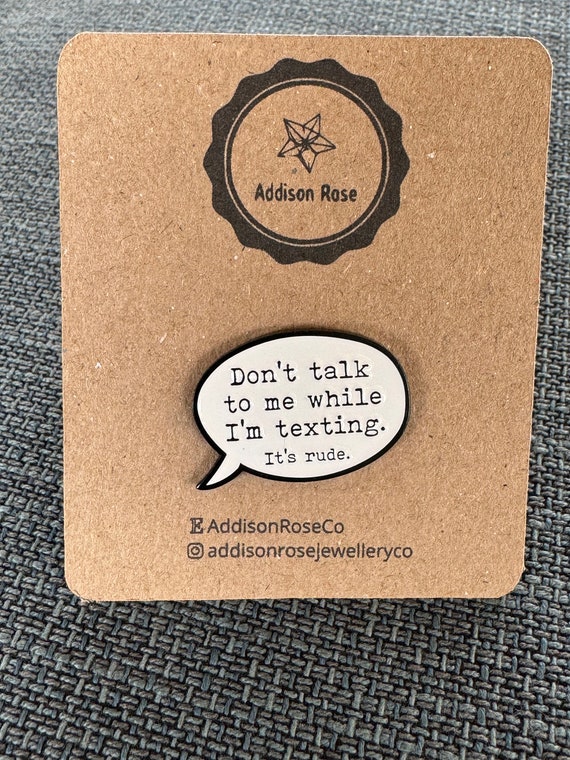 Addison Rose
Don't talk
to me while
I'm texting.
It's rude.
E AddisonRoseCo
addisonrosejewelleryco